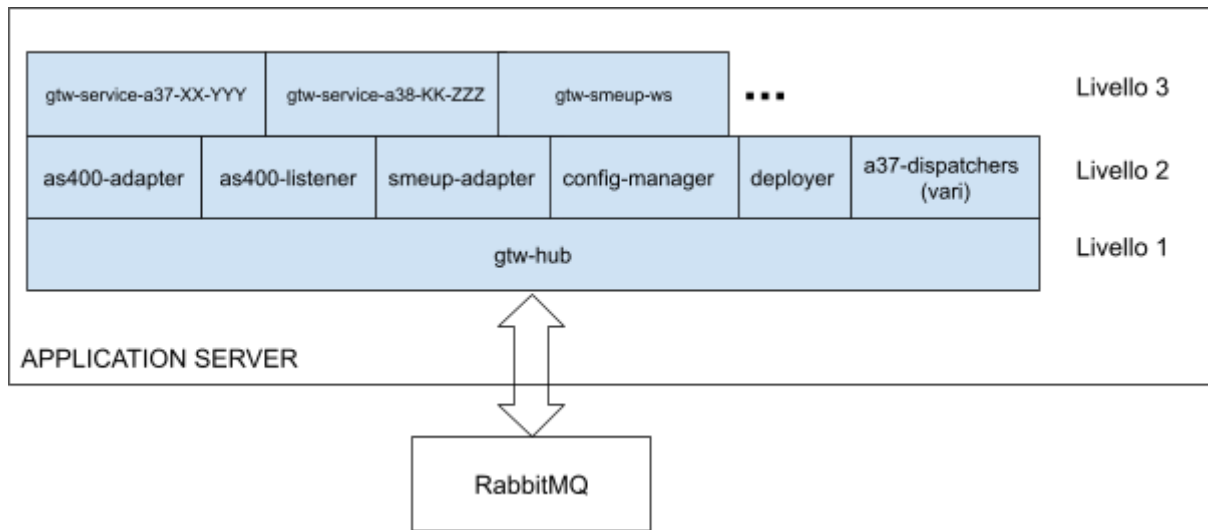 gtw-service-a37-XX-YYY gtw-service-a38-KK-ZZZ gtw-smeup-ws ... Livello 3
as400-adapter as400-listener smeup-adapter config-manager deployer a37-dispatchers
(vari) Livello 2
gtw-hub Livello 1
APPLICATION SERVER
RabbitMQ